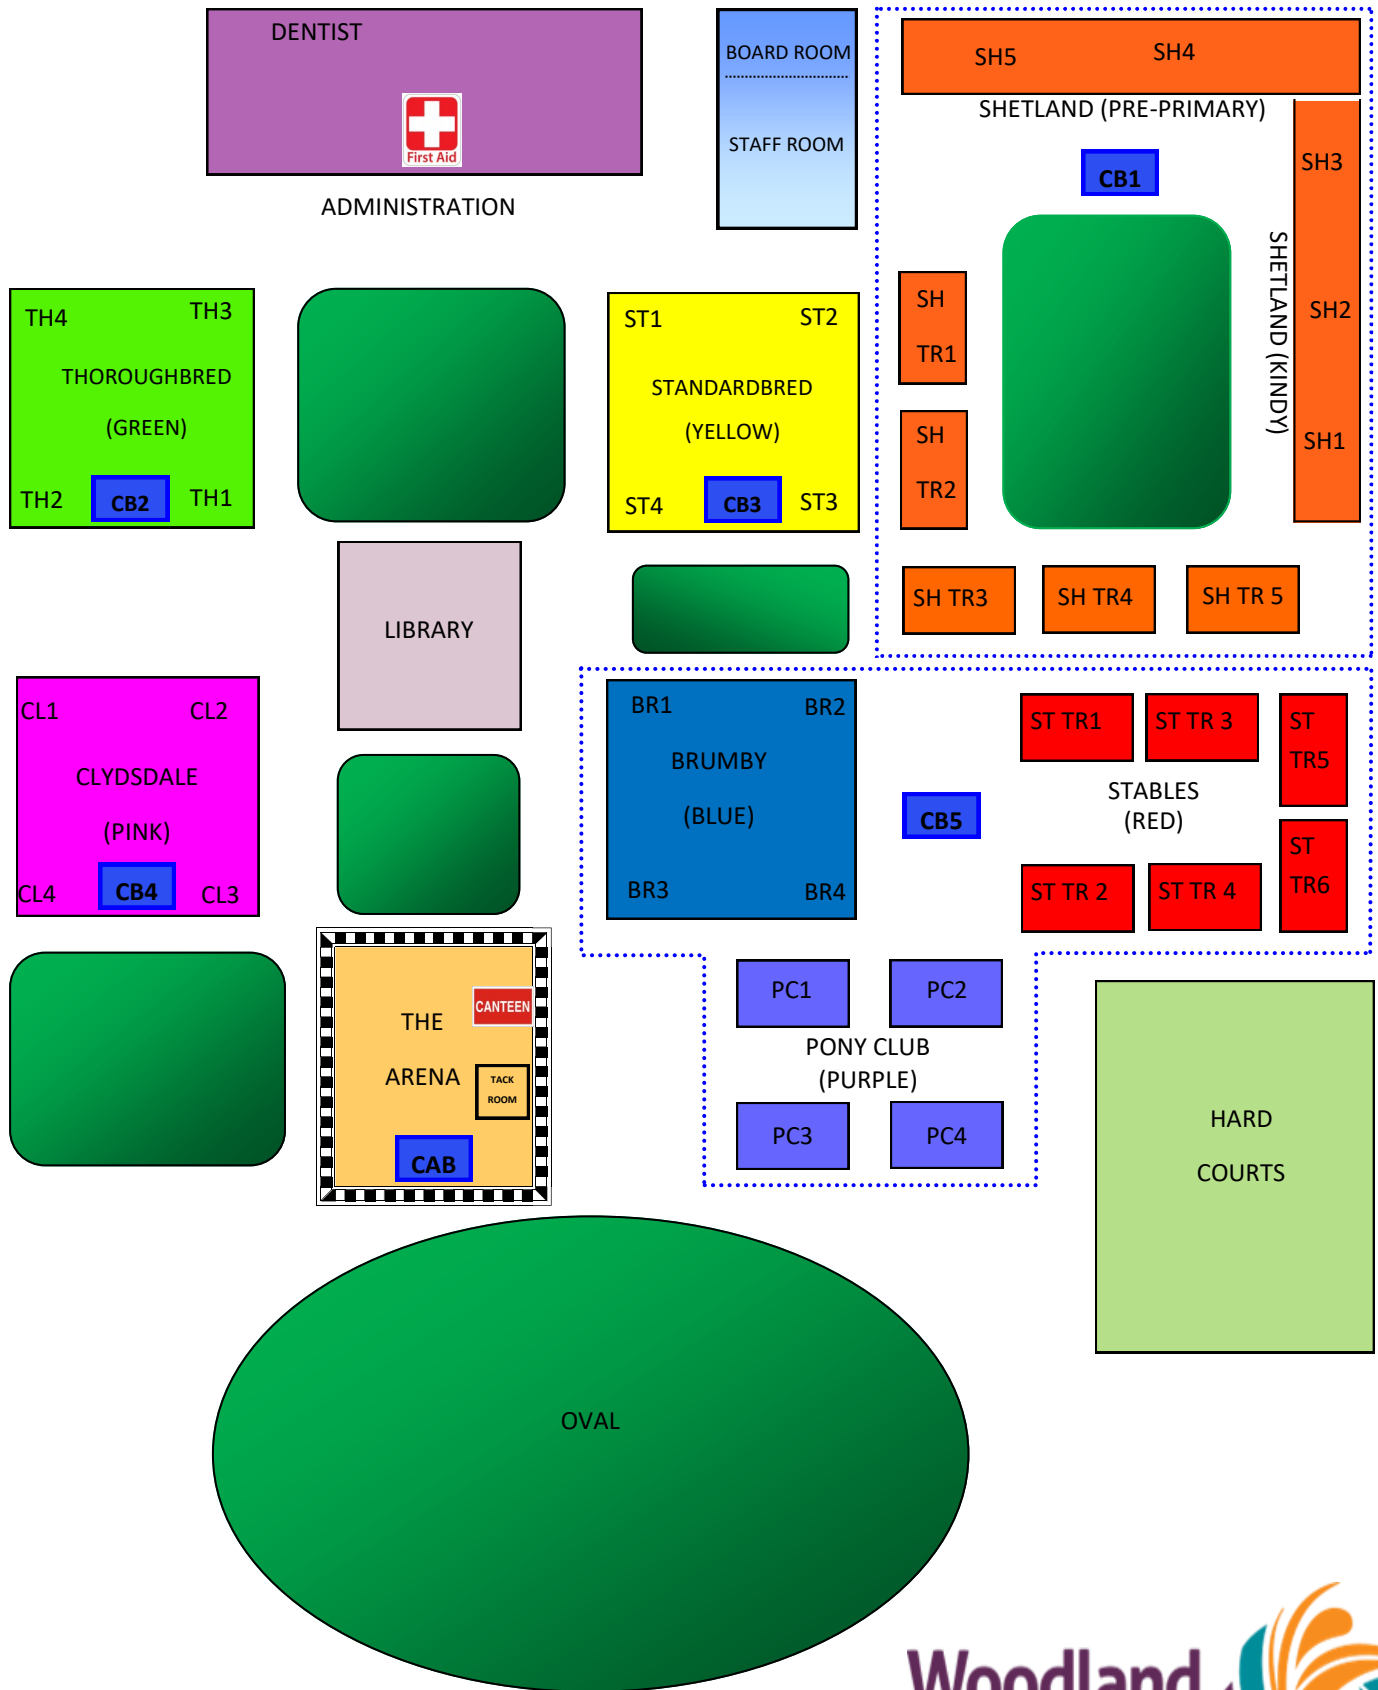 DENTIST
First Aid
ADMINISTRATION
BOARD ROOM
STAFF ROOM
SH5
SH4
SHETLAND (PRE-PRIMARY)
CB1
SH3
SH2
SH1
SHETLAND (KINDY)
SH
TR1
SH
TR2
SH TR3
SH TR4
SH TR 5
TH4
TH3
THOROUGHBRED
(GREEN)
TH2
CB2
TH1
ST1
ST2
STANDARDBRED
(YELLOW)
ST4
CB3
ST3
LIBRARY
CL1
CL2
CLYDSDALE
(PINK)
CL4
CB4
CL3
BR1
BR2
BRUMBY
(BLUE)
BR3
BR4
CB5
ST TR1
ST TR 3
ST
TR5
STABLES
(RED)
ST TR 2
ST TR 4
ST
TR6
THE
ARENA
CANTEEN
TACK
ROOM
CAB
PC1
PC2
PONY CLUB
(PURPLE)
PC3
PC4
HARD
COURTS
OVAL
Woodland